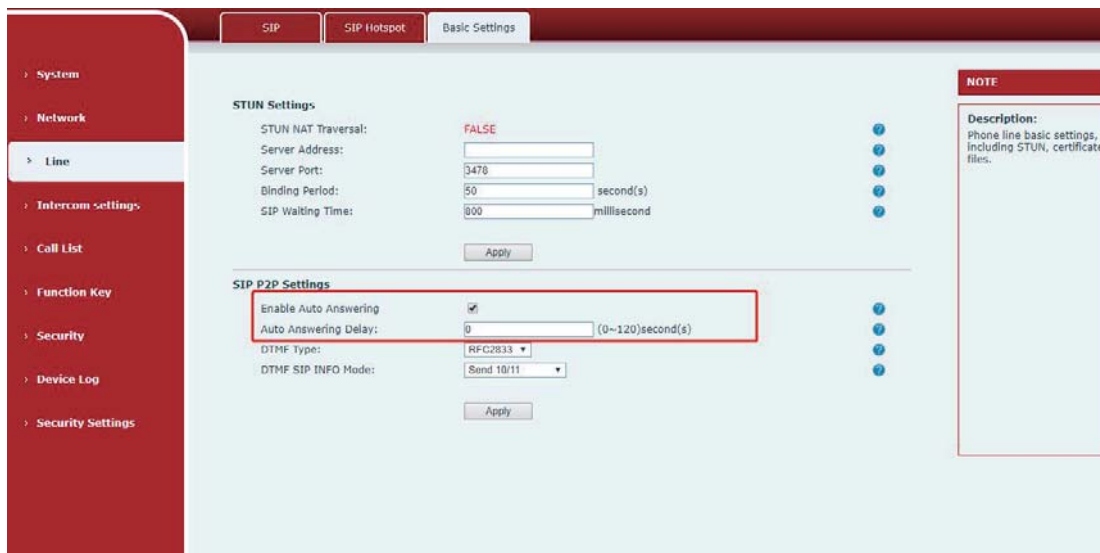 SIP
SIP Hotspot
Basic Settings
› System
› Network
› Line
› Intercom settings
› Call List
› Function Key
› Security
› Device Log
› Security Settings
STUN Settings
STUN NAT Traversal: FALSE
Server Address:
Server Port: 3478
Binding Period: 50 second(s)
SIP Waiting Time: 800 millisecond
Apply
SIP P2P Settings
Enable Auto Answering
Auto Answering Delay: 0 (0~120)second(s)
DTMF Type: RFC2833
DTMF SIP INFO Mode: Send 10/11
Apply
NOTE
Description:
Phone line basic settings,
including STUN, certificate
files.